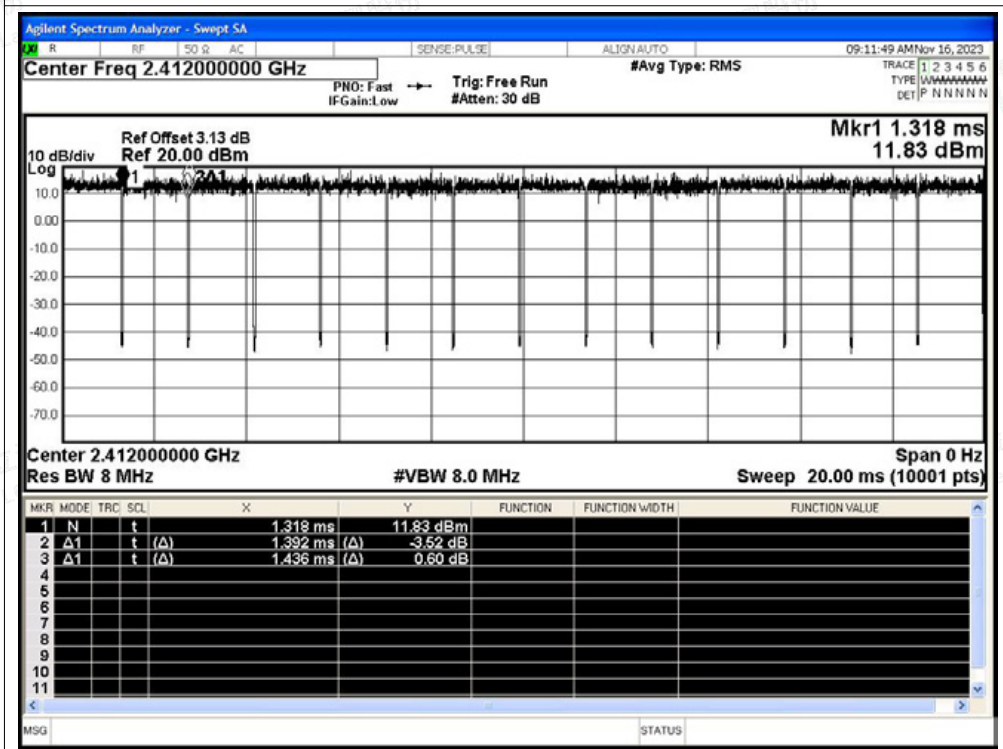 Agilent Spectrum Analyzer - Swept SA
R RF 50 Ω AC SENSE:PULSE ALIGN AUTO 09:11:49 AM Nov 16, 2023
Center Freq 2.412000000 GHz #Avg Type: RMS TRACE 1 2 3 4 5 6
PNO: Fast Trig: Free Run TYPE WWWWWW
IFGain:Low #Atten: 30 dB DET P N N N N N
Mkr1 1.318 ms
11.83 dBm
Ref Offset 3.13 dB
10 dB/div Ref 20.00 dBm
Log
1 2Δ1
10.0
0.00
-10.0
-20.0
-30.0
-40.0
-50.0
-60.0
-70.0
Center 2.412000000 GHz Span 0 Hz
Res BW 8 MHz #VBW 8.0 MHz Sweep 20.00 ms (10001 pts)
MKR MODE TRC SCL X Y FUNCTION FUNCTION WIDTH FUNCTION VALUE
1 N t 1.318 ms 11.83 dBm
2 Δ1 t (Δ) 1.392 ms (Δ) -3.52 dB
3 Δ1 t (Δ) 1.436 ms (Δ) 0.60 dB
4
5
6
7
8
9
10
11
MSG STATUS